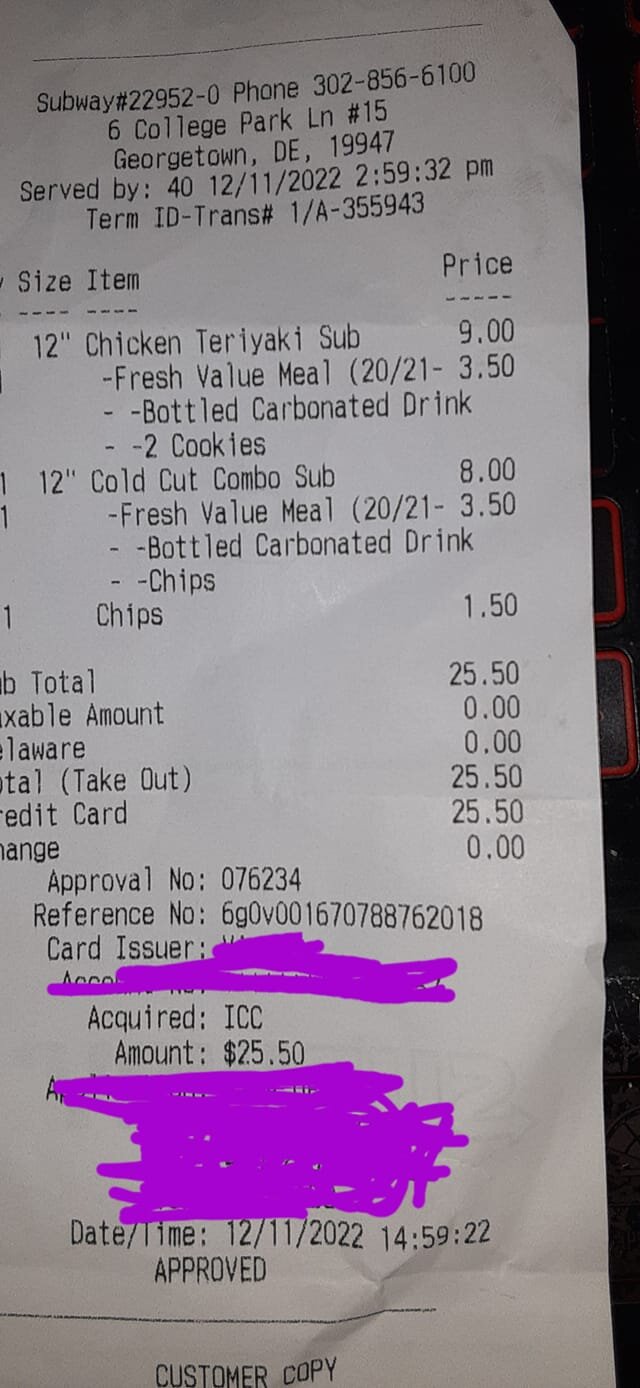 Subway#22952-0 Phone 302-856-6100
6 College Park Ln #15
Georgetown, DE, 19947
Served by: 40 12/11/2022 2:59:32 pm
Term ID-Trans# 1/A-355943
Size Item Price
---- ---- -----
12" Chicken Teriyaki Sub 9.00
-Fresh Value Meal (20/21- 3.50
- -Bottled Carbonated Drink
- -2 Cookies
1 12" Cold Cut Combo Sub 8.00
1 -Fresh Value Meal (20/21- 3.50
- -Bottled Carbonated Drink
- -Chips
1 Chips 1.50
b Total 25.50
axable Amount 0.00
elaware 0.00
otal (Take Out) 25.50
redit Card 25.50
hange 0.00
Approval No: 076234
Reference No: 6g0v001670788762018
Card Issuer:
Acquired: ICC
Amount: $25.50
Date/Time: 12/11/2022 14:59:22
APPROVED
CUSTOMER COPY